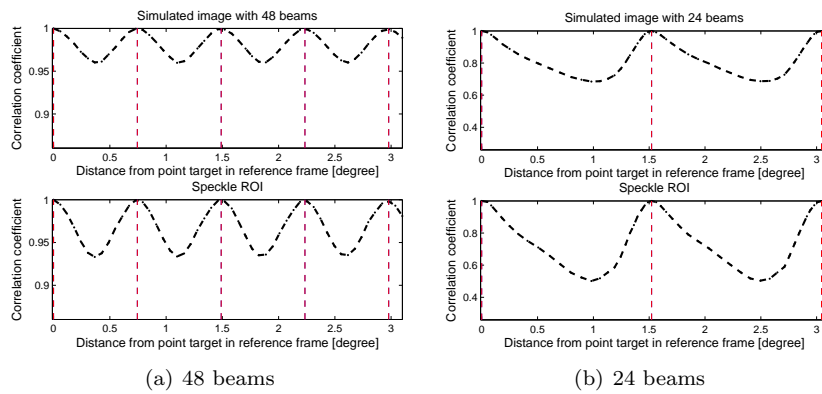 Simulated image with 48 beams
Correlation coefficient
1
0.95
0.9
0 0.5 1 1.5 2 2.5 3
Distance from point target in reference frame [degree]
Speckle ROI
Correlation coefficient
1
0.95
0.9
0 0.5 1 1.5 2 2.5 3
Distance from point target in reference frame [degree]
(a) 48 beams
Simulated image with 24 beams
Correlation coefficient
1
0.8
0.6
0.4
0 0.5 1 1.5 2 2.5 3
Distance from point target in reference frame [degree]
Speckle ROI
Correlation coefficient
1
0.8
0.6
0.4
0 0.5 1 1.5 2 2.5 3
Distance from point target in reference frame [degree]
(b) 24 beams